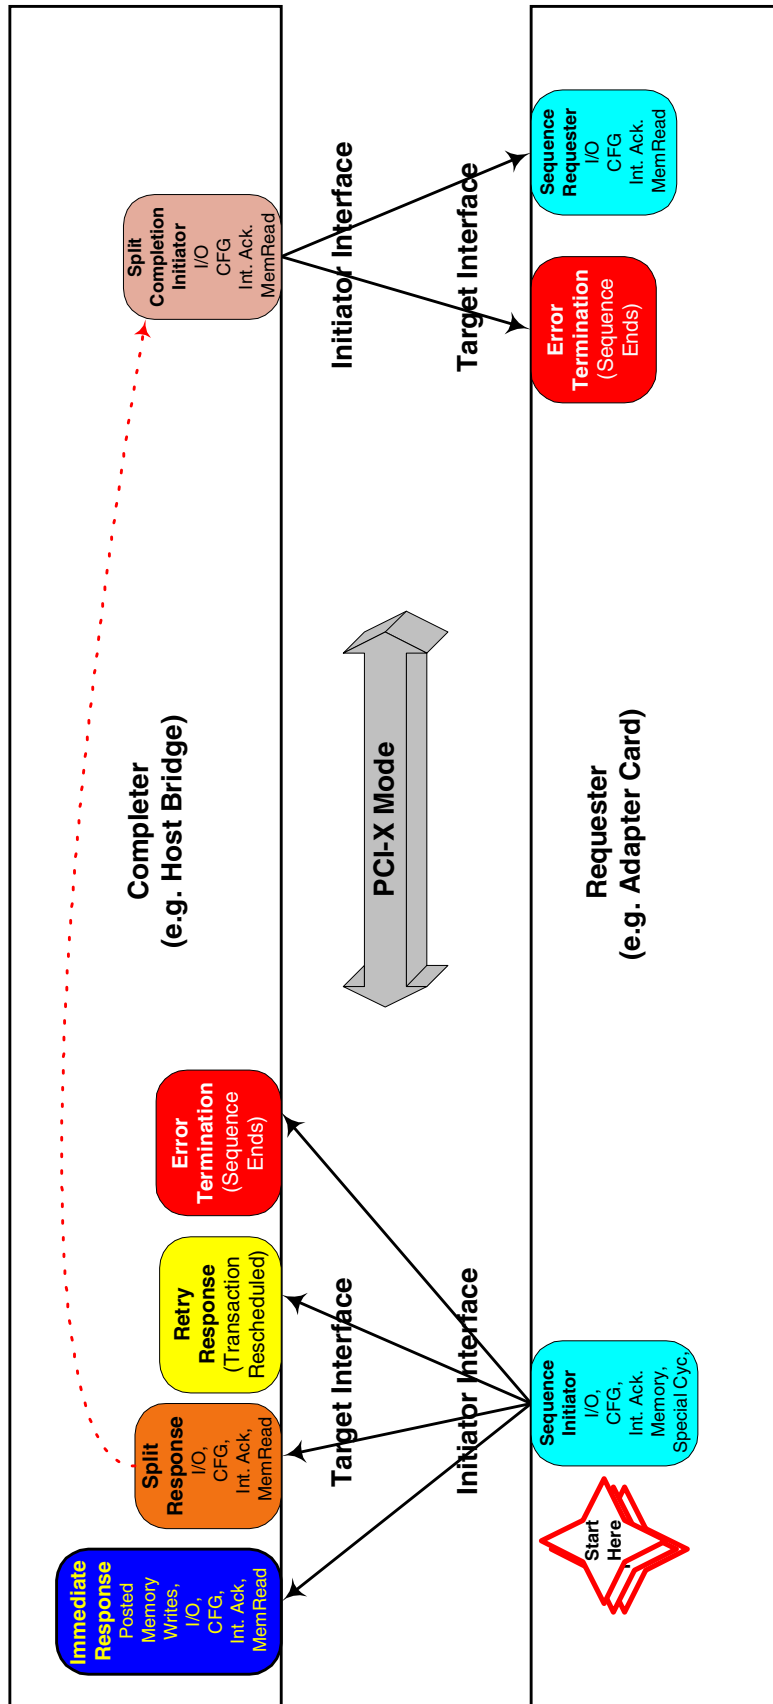 Immediate
Response
Posted
Memory
Writes,
I/O,
CFG,
Int. Ack,
MemRead
Split
Response
I/O,
CFG,
Int. Ack,
MemRead
Retry
Response
(Transaction
Rescheduled)
Error
Termination
(Sequence
Ends)
Completer
(e.g. Host Bridge)
Split
Completion
Initiator
I/O
CFG
Int. Ack.
MemRead
Target Interface
Initiator Interface
PCI-X Mode
Initiator Interface
Target Interface
Start
Here
Sequence
Initiator
I/O,
CFG,
Int. Ack.
Memory,
Special Cyc,
Requester
(e.g. Adapter Card)
Error
Termination
(Sequence
Ends)
Sequence
Requester
I/O
CFG
Int. Ack.
MemRead